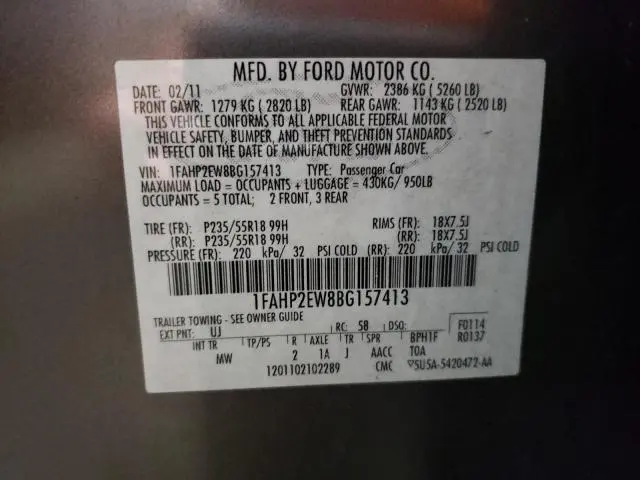 MFD. BY FORD MOTOR CO.
DATE: 02/11 GVWR: 2386 KG ( 5260 LB)
FRONT GAWR: 1279 KG ( 2820 LB) REAR GAWR: 1143 KG ( 2520 LB)
THIS VEHICLE CONFORMS TO ALL APPLICABLE FEDERAL MOTOR
VEHICLE SAFETY, BUMPER, AND THEFT PREVENTION STANDARDS
IN EFFECT ON THE DATE OF MANUFACTURE SHOWN ABOVE.
VIN: 1FAHP2EW8BG157413 TYPE: Passenger Car
MAXIMUM LOAD = OCCUPANTS + LUGGAGE = 430KG/ 950LB
OCCUPANTS = 5 TOTAL; 2 FRONT, 3 REAR
TIRE (FR): P235/55R18 99H RIMS (FR): 18X7.5J
(RR): P235/55R18 99H (RR): 18X7.5J
PRESSURE (FR): 220 kPa/ 32 PSI COLD (RR): 220 kPa/ 32 PSI COLD
1FAHP2EW8BG157413
TRAILER TOWING - SEE OWNER GUIDE
EXT PNT: UJ RC: 58 DSO: F0114
R0137
INT TR TP/PS R AXLE TR SPR BPH1F
MW 2 1A J AACC TOA
1201102102289 CMC 5U5A-5420472-AA